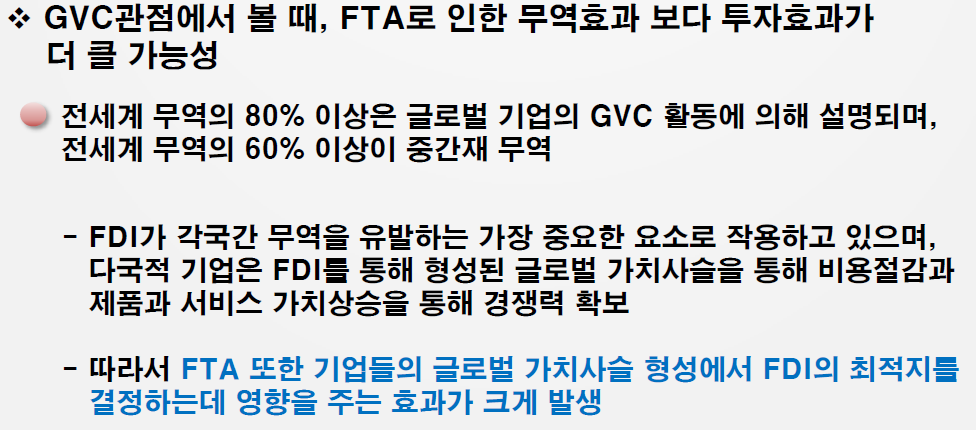 ❖ GVC관점에서 볼 때, FTA로 인한 무역효과 보다 투자효과가
더 클 가능성
전세계 무역의 80% 이상은 글로벌 기업의 GVC 활동에 의해 설명되며,
전세계 무역의 60% 이상이 중간재 무역
- FDI가 각국간 무역을 유발하는 가장 중요한 요소로 작용하고 있으며,
다국적 기업은 FDI를 통해 형성된 글로벌 가치사슬을 통해 비용절감과
제품과 서비스 가치상승을 통해 경쟁력 확보
- 따라서 FTA 또한 기업들의 글로벌 가치사슬 형성에서 FDI의 최적지를
결정하는데 영향을 주는 효과가 크게 발생